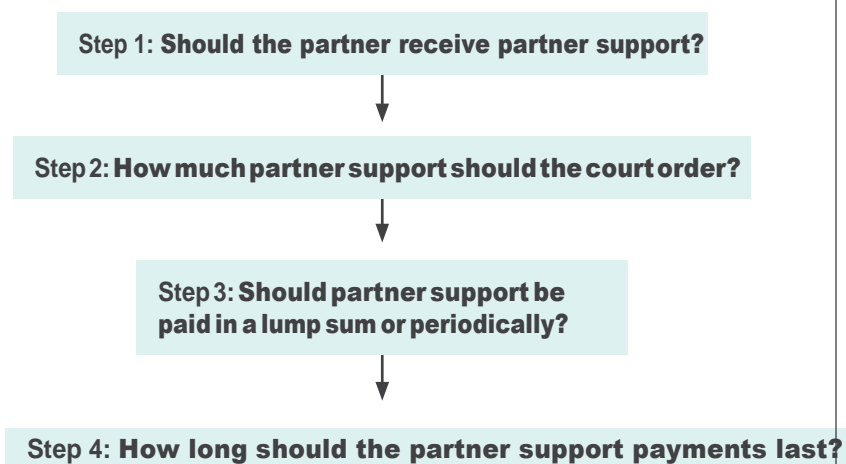 Step 1: Should the partner receive partner support?
Step 2: How much partner support should the court order?
Step 3: Should partner support be
paid in a lump sum or periodically?
Step 4: How long should the partner support payments last?